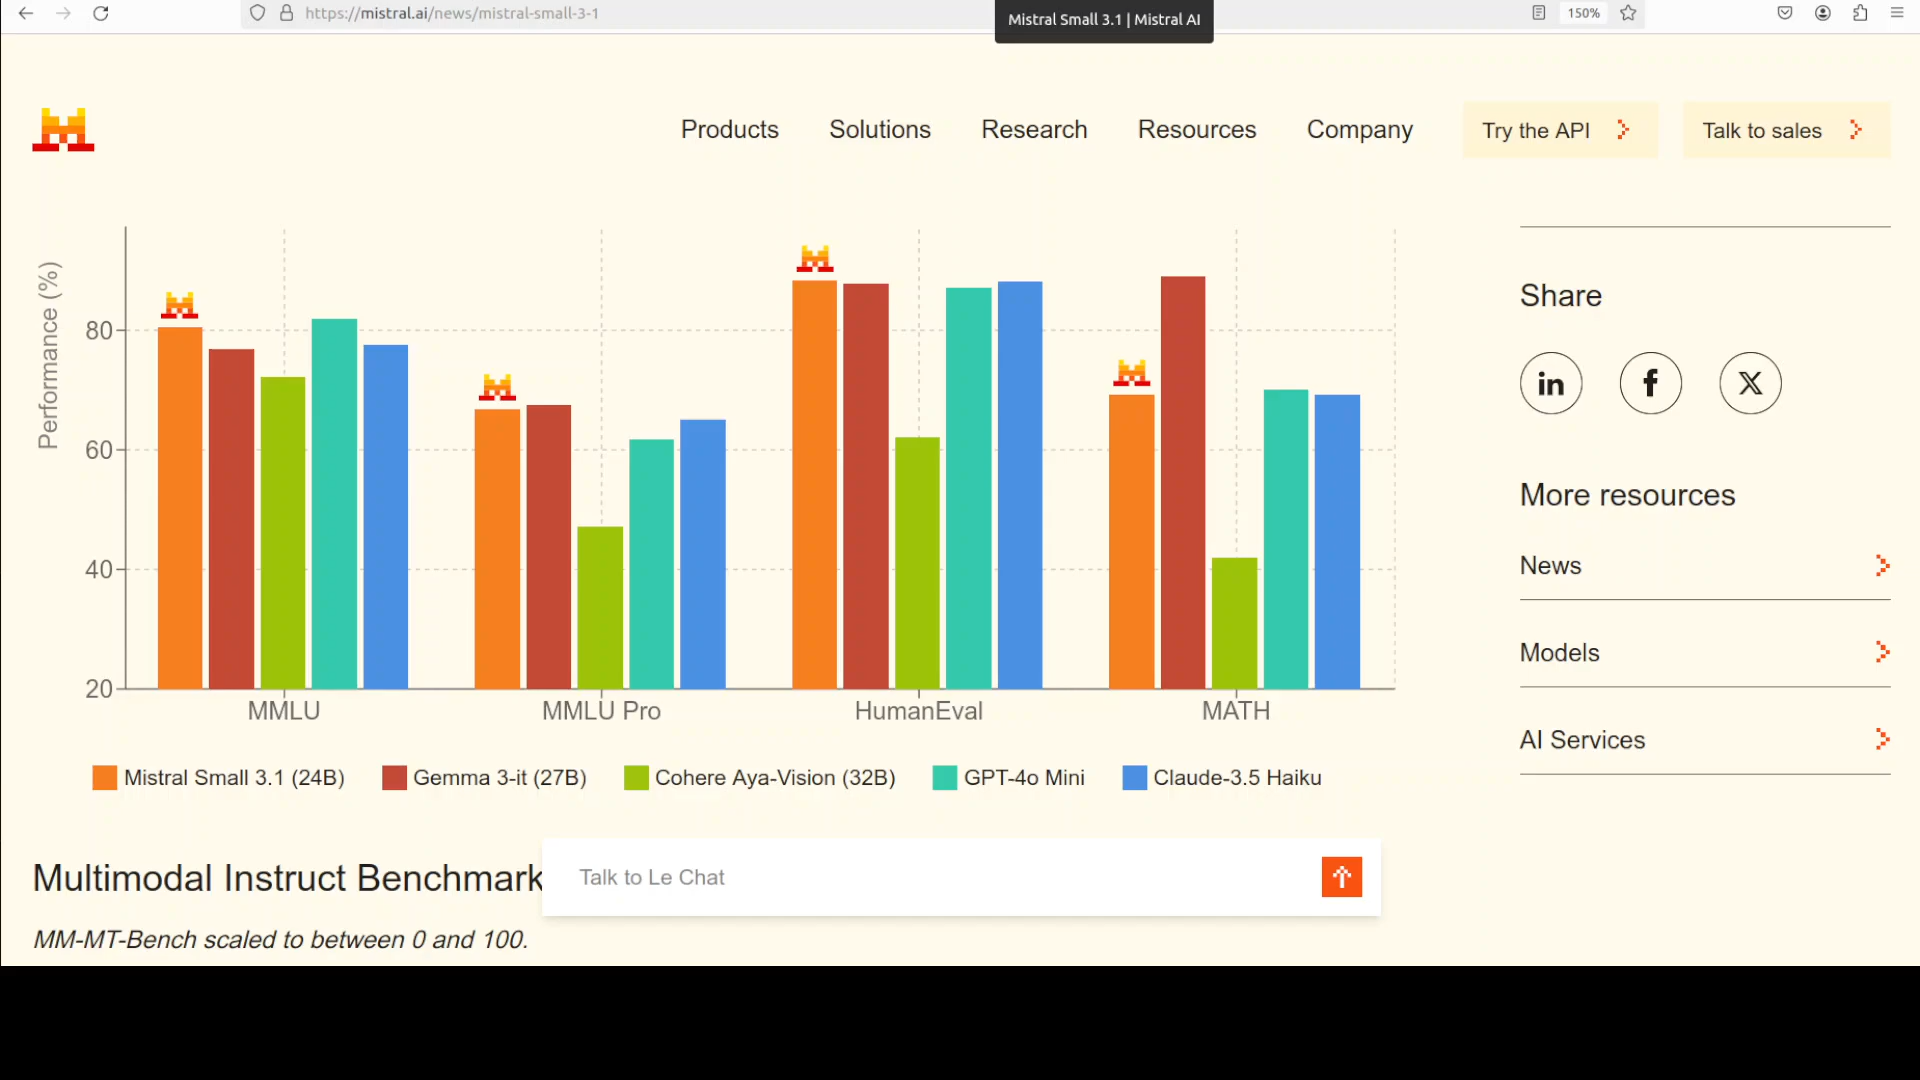 https://mistral.ai/news/mistral-small-3-1
Mistral Small 3.1 | Mistral AI
150%
Products
Solutions
Research
Resources
Company
Try the API
Talk to sales
Performance (%)
80
60
40
20
MMLU
MMLU Pro
HumanEval
MATH
Mistral Small 3.1 (24B)
Gemma 3-it (27B)
Cohere Aya-Vision (32B)
GPT-4o Mini
Claude-3.5 Haiku
Share
in
f
X
More resources
News
Models
AI Services
Multimodal Instruct Benchmark
MM-MT-Bench scaled to between 0 and 100.
Talk to Le Chat